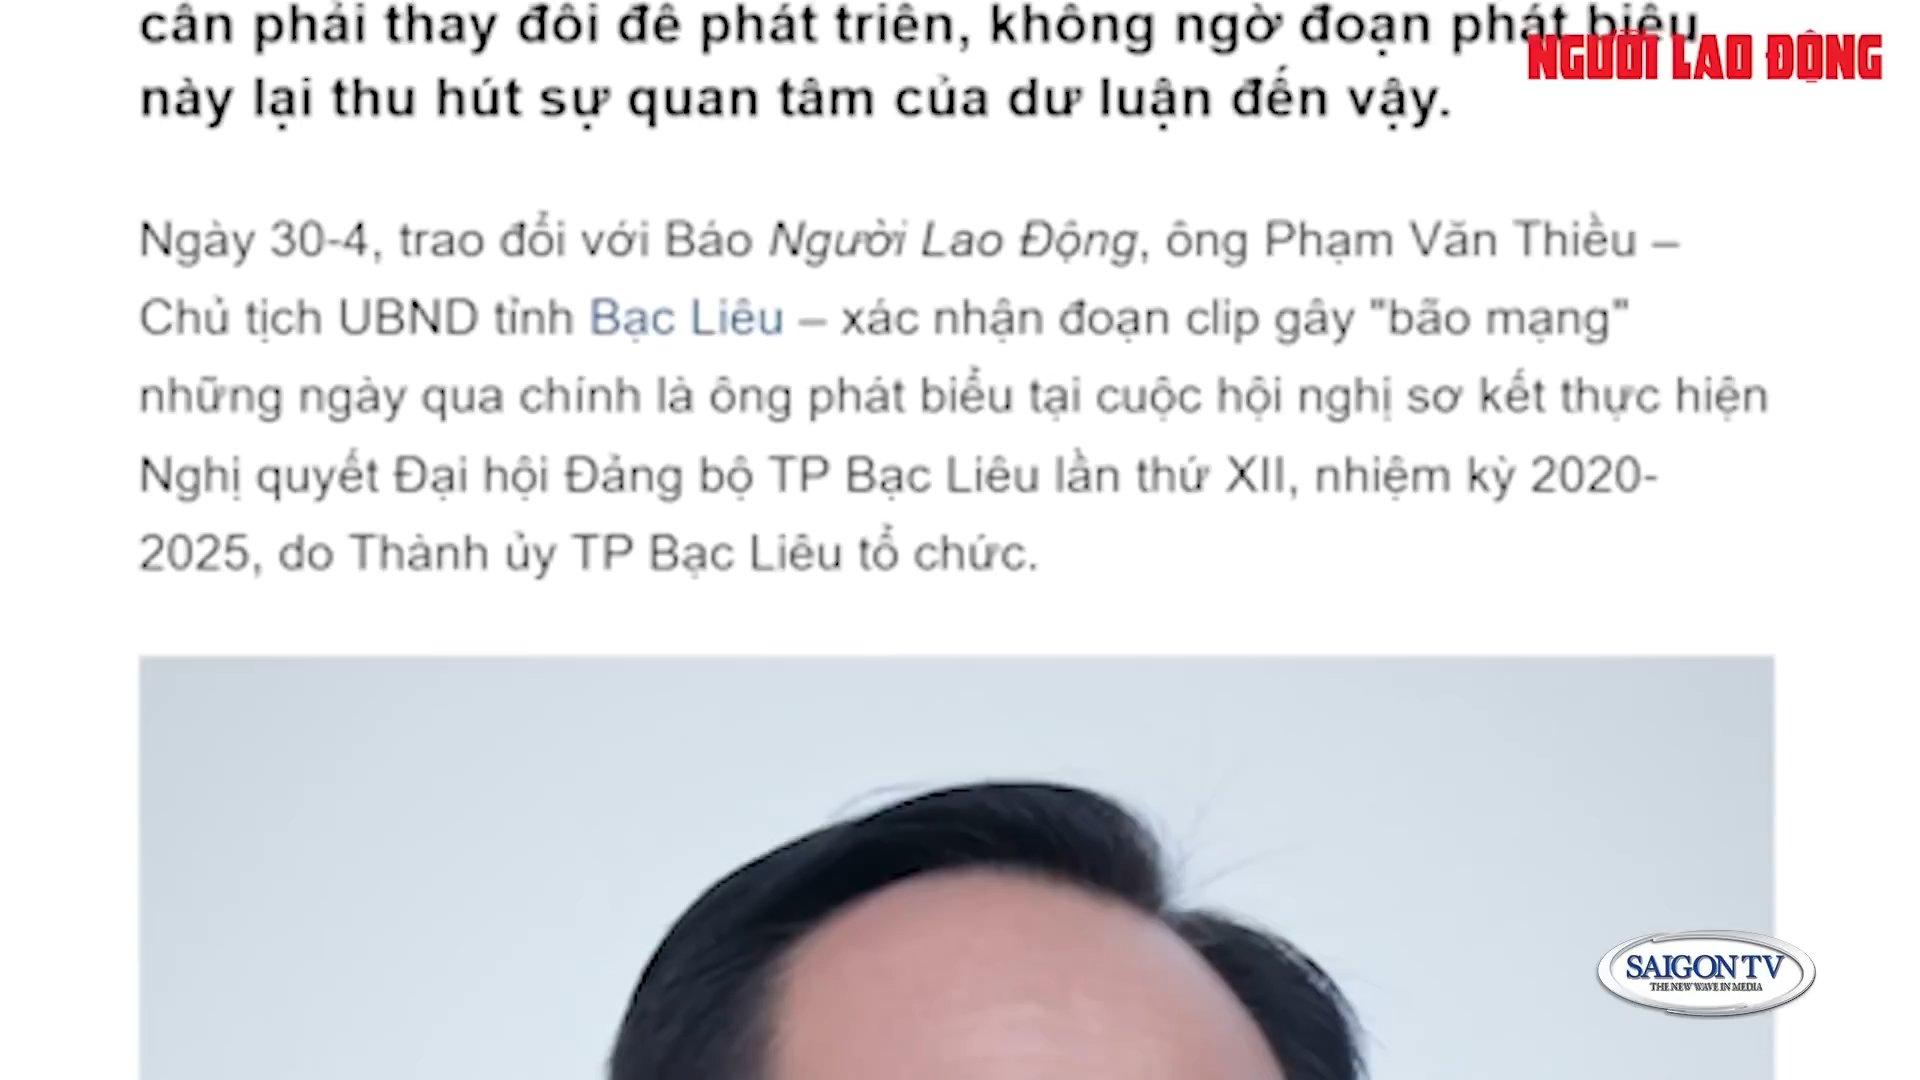 cần phải thay đổi để phát triển, không ngờ đoạn phát biểu
NGƯỜI LAO ĐỘNG
này lại thu hút sự quan tâm của dư luận đến vậy.
Ngày 30-4, trao đổi với Báo Người Lao Động, ông Phạm Văn Thiều –
Chủ tịch UBND tỉnh Bạc Liêu – xác nhận đoạn clip gây "bão mạng"
những ngày qua chính là ông phát biểu tại cuộc hội nghị sơ kết thực hiện
Nghị quyết Đại hội Đảng bộ TP Bạc Liêu lần thứ XII, nhiệm kỳ 2020-
2025, do Thành ủy TP Bạc Liêu tổ chức.
SAIGON TV
THE NEW WAVE IN MEDIA